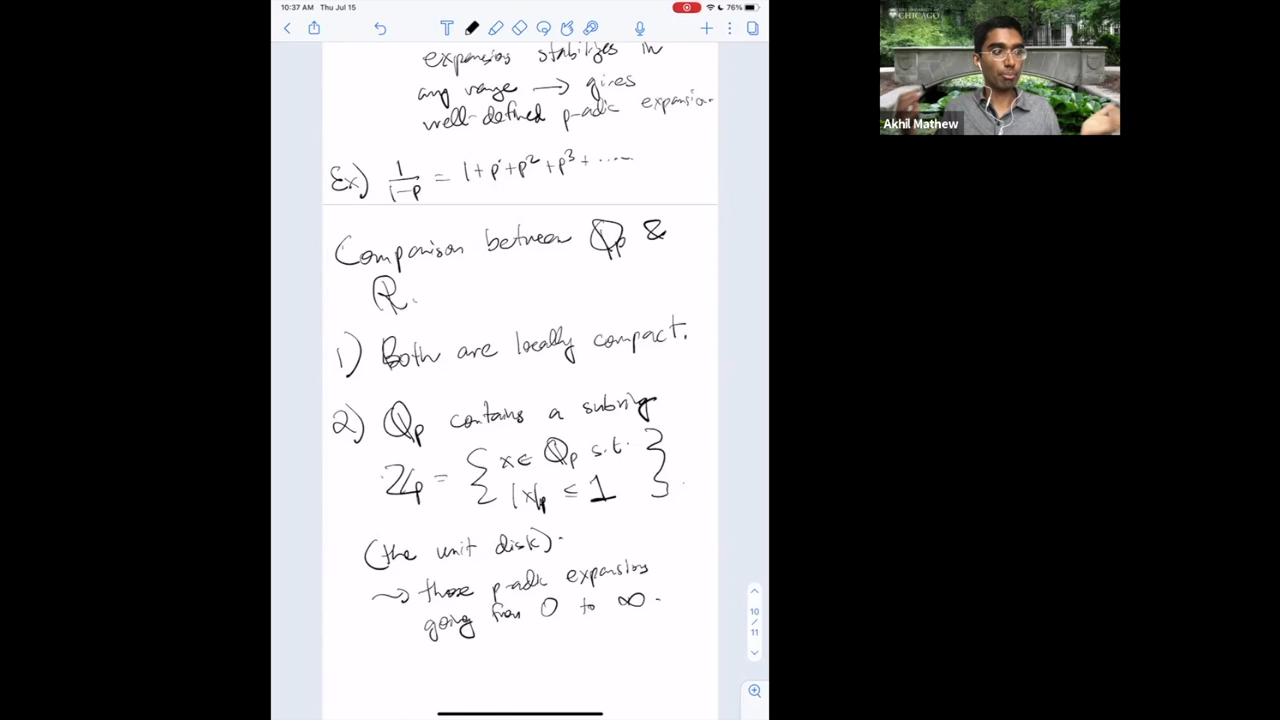 10:37 AM Thu Jul 15
76%
expansion stabilizes in
any range → gives
well-defined p-adic expansion.
Ex) 1/(1-p) = 1+p+p²+p³+.....
Comparison between ℚp &
ℝ.
1) Both are locally compact.
2) ℚp contains a subring
ℤp = { x ∈ ℚp s.t.
|x|p ≤ 1 }.
(the unit disk).
⇝ those p-adic expansions
going from 0 to ∞.
10
/
11
CHICAGO
Akhil Mathew